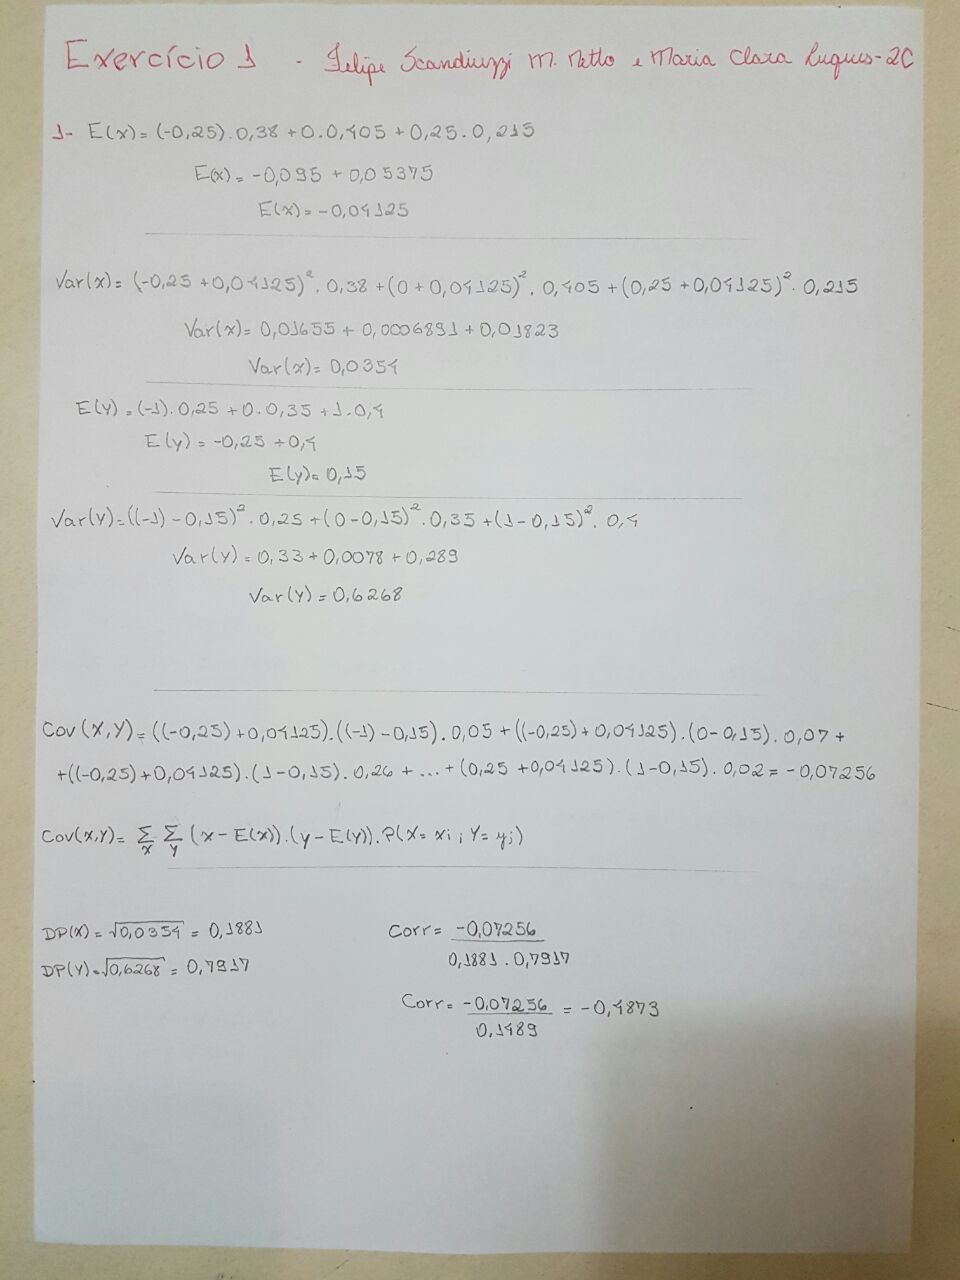 Exercício 1 - Felipe Scandiuzzi M. Netto e Maria Clara Luques - 2C
1- E(x) = (-0,25).0,38 + 0.0,405 + 0,25.0,215
E(x) = -0,095 + 0,05375
E(x) = -0,04125
Var(x) = (-0,25 + 0,04125)². 0,38 + (0 + 0,04125)². 0,405 + (0,25 + 0,04125)². 0,215
Var(x) = 0,01655 + 0,0006891 + 0,01823
Var(x) = 0,0354
E(y) = (-1).0,25 + 0.0,35 + 1.0,4
E(y) = -0,25 + 0,4
E(y) = 0,15
Var(Y) = ((-1) - 0,15)². 0,25 + (0 - 0,15)². 0,35 + (1 - 0,15)². 0,4
Var(y) = 0,33 + 0,0078 + 0,289
Var(y) = 0,6268
Cov(X,Y) = ((-0,25) + 0,04125).((-1) - 0,15). 0,05 + ((-0,25) + 0,04125).(0 - 0,15). 0,07 +
+((-0,25) + 0,04125).(1 - 0,15). 0,26 + ... + (0,25 + 0,04125).(1 - 0,15). 0,02 = -0,07256
Cov(x,y) = Σx Σy (x - E(x)).(y - E(Y)). P(X = xi ; Y = yj)
DP(X) = √0,0354 = 0,1881
Corr = -0,07256 / 0,1881 . 0,7917
DP(Y) = √0,6268 = 0,7917
Corr = -0,07256 / 0,1489 = -0,4873